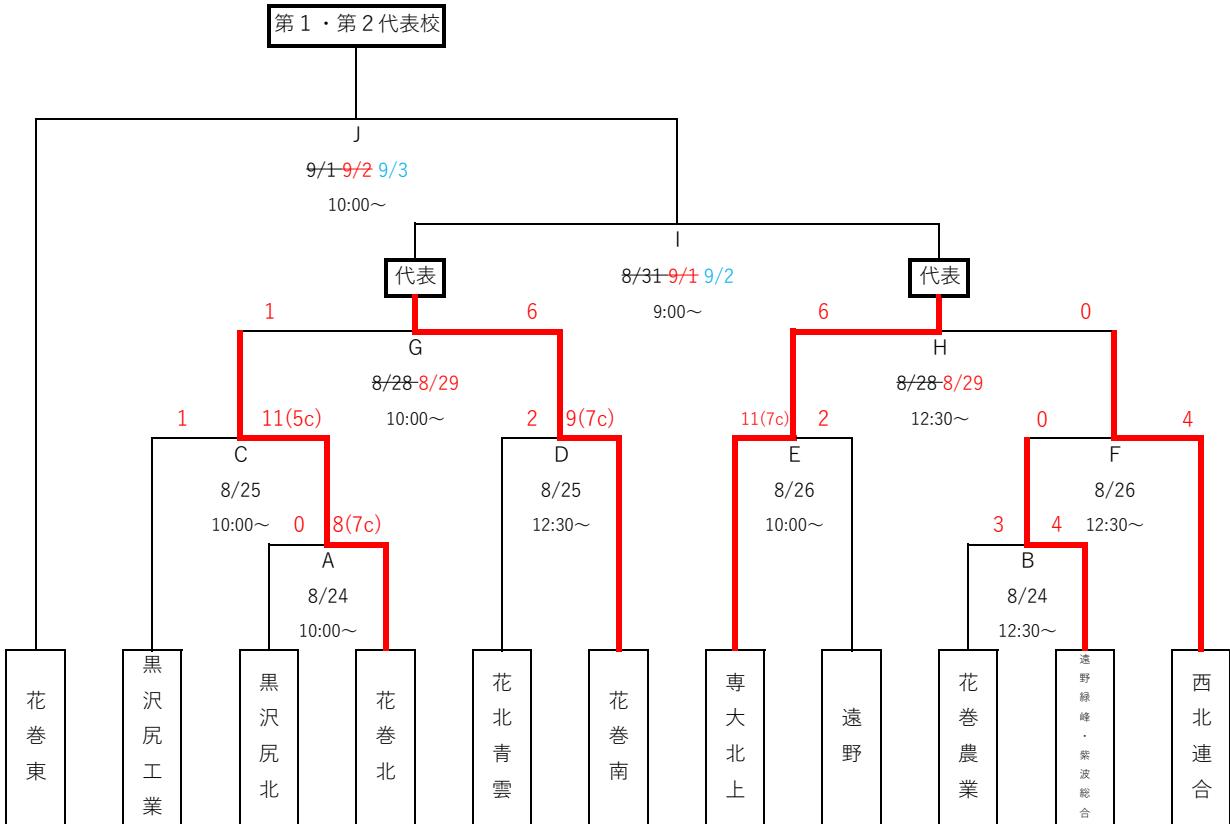 第１・第２代表校
J
9/1 9/2 9/3
10:00～
I
代表
8/31 9/1 9/2
代表
9:00～
1
6
6
0
G
H
8/28 8/29
8/28 8/29
10:00～
12:30～
1
11(5c)
2
9(7c)
11(7c)
2
0
4
C
D
E
F
8/25
8/25
8/26
8/26
10:00～
12:30～
10:00～
12:30～
0
8(7c)
3
4
A
B
8/24
8/24
10:00～
12:30～
花巻東
黒沢尻工業
黒沢尻北
花巻北
花北青雲
花巻南
専大北上
遠野
花巻農業
遠野緑峰・紫波総合
西北連合